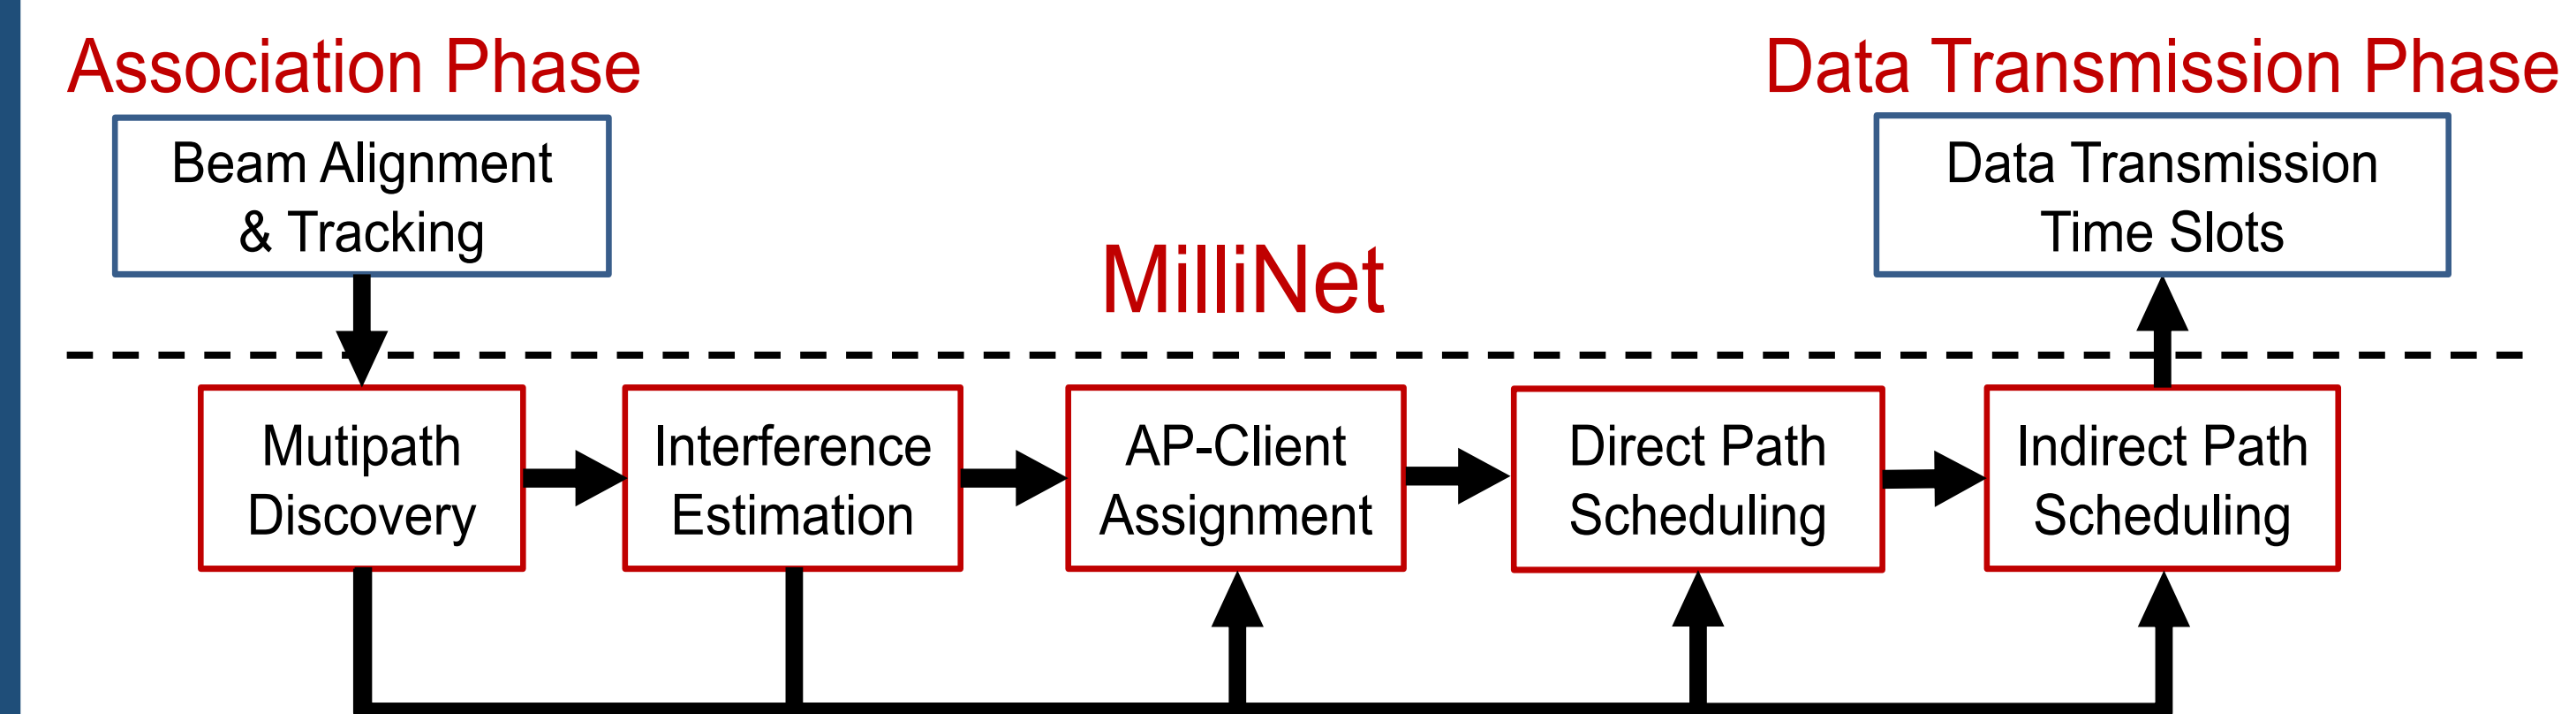 Association Phase
Data Transmission Phase
Beam Alignment
& Tracking
Data Transmission
Time Slots
MilliNet
Mutipath
Discovery
Interference
Estimation
AP-Client
Assignment
Direct Path
Scheduling
Indirect Path
Scheduling